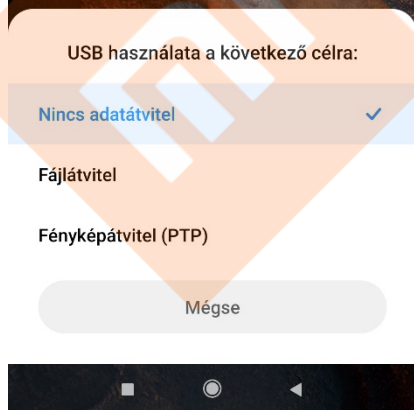 USB használata a következő célra:
Nincs adatátvitel
Fájlátvitel
Fényképátvitel (PTP)
Mégse